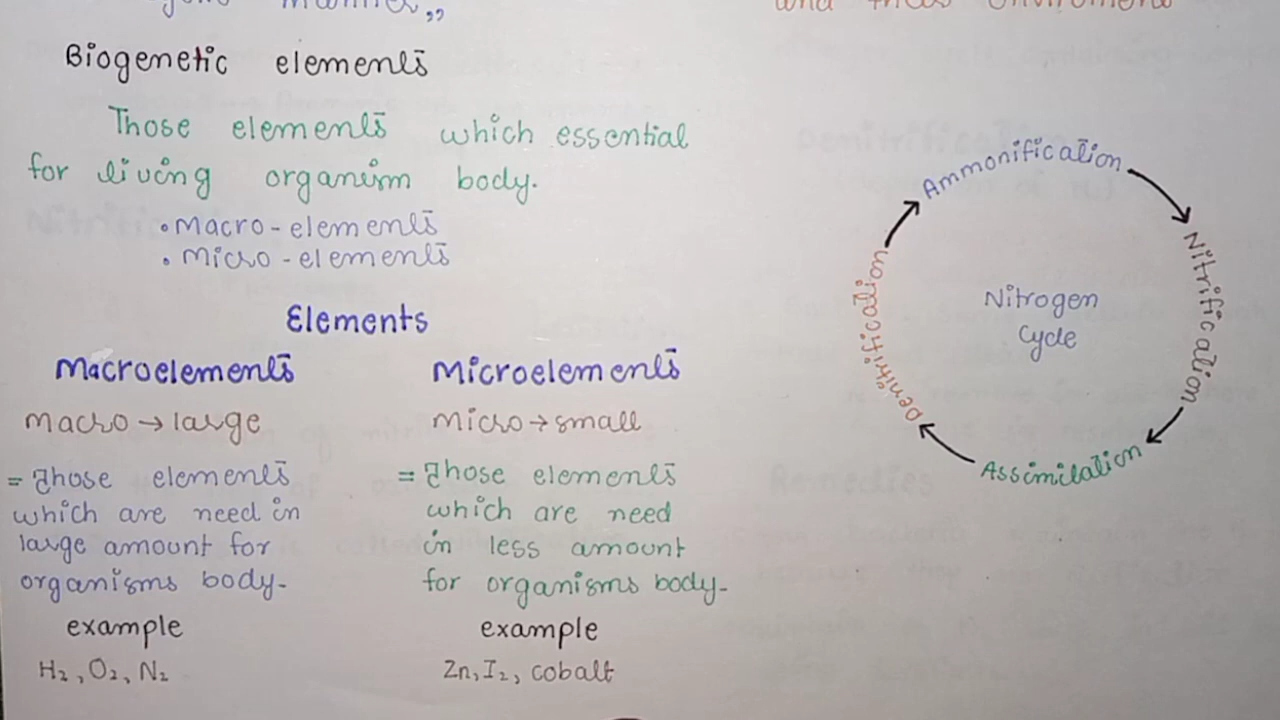 Biogenetic elements
Those elements which essential
for living organism body.
• Macro-elements
• Micro-elements
Elements
Macroelements
Macro → large
= Those elements
which are need in
large amount for
organisms body-
example
H₂, O₂, N₂
Microelements
Micro → small
= Those elements
which are need
in less amount
for organisms body-
example
Zn, I₂, cobalt
and
Ammonification
Nitrification
Assimilation
Denitrification
Nitrogen
Cycle